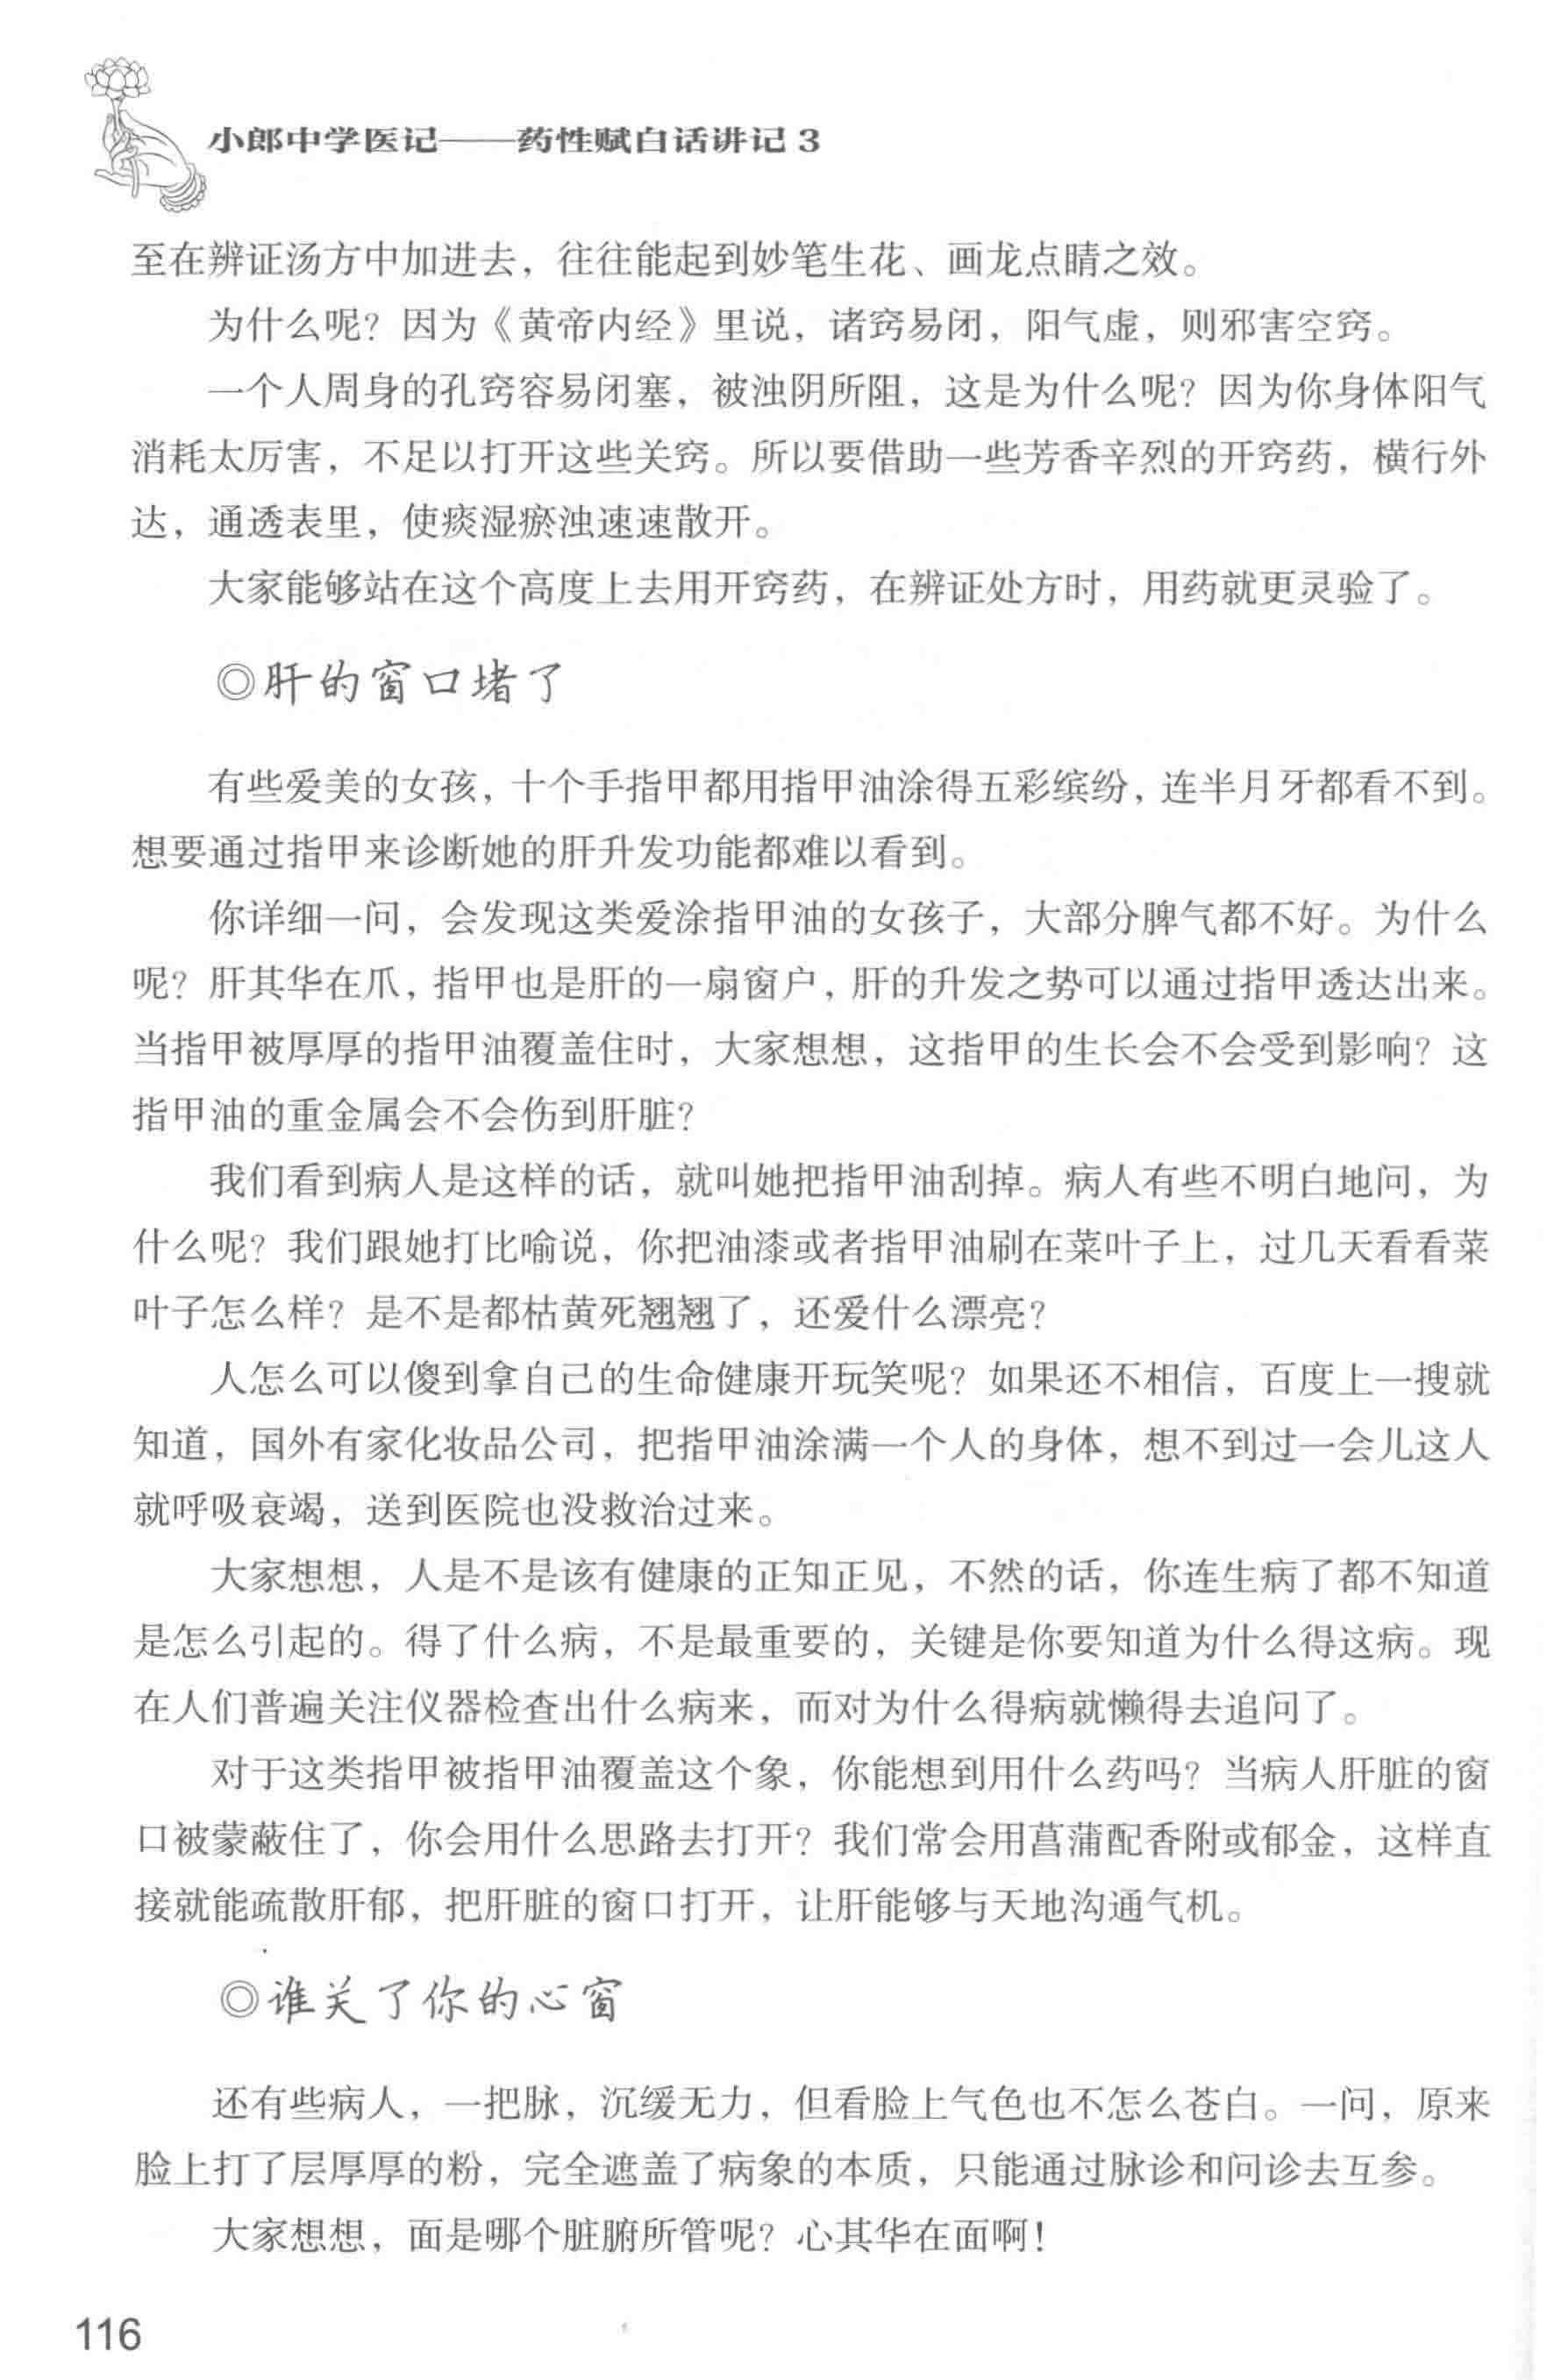 小郎中学医记——药性赋白话讲记3
至在辨证汤方中加进去，往往能起到妙笔生花、画龙点睛之效。
为什么呢？因为《黄帝内经》里说，诸窍易闭，阳气虚，则邪害空窍。
一个人周身的孔窍容易闭塞，被浊阴所阻，这是为什么呢？因为你身体阳气
消耗太厉害，不足以打开这些关窍。所以要借助一些芳香辛烈的开窍药，横行外
达，通透表里，使痰湿瘀浊速速散开。
大家能够站在这个高度上去用开窍药，在辨证处方时，用药就更灵验了。
◎肝的窗口堵了
有些爱美的女孩，十个手指甲都用指甲油涂得五彩缤纷，连半月牙都看不到。
想要通过指甲来诊断她的肝升发功能都难以看到。
你详细一问，会发现这类爱涂指甲油的女孩子，大部分脾气都不好。为什么
呢？肝其华在爪，指甲也是肝的一扇窗户，肝的升发之势可以通过指甲透达出来。
当指甲被厚厚的指甲油覆盖住时，大家想想，这指甲的生长会不会受到影响？这
指甲油的重金属会不会伤到肝脏？
我们看到病人是这样的话，就叫她把指甲油刮掉。病人有些不明白地问，为
什么呢？我们跟她打比喻说，你把油漆或者指甲油刷在菜叶子上，过几天看看菜
叶子怎么样？是不是都枯黄死翘翘了，还爱什么漂亮？
人怎么可以傻到拿自己的生命健康开玩笑呢？如果还不相信，百度上一搜就
知道，国外有家化妆品公司，把指甲油涂满一个人的身体，想不到过一会儿这人
就呼吸衰竭，送到医院也没救治过来。
大家想想，人是不是该有健康的正知正见，不然的话，你连生病了都不知道
是怎么引起的。得了什么病，不是最重要的，关键是你要知道为什么得这病。现
在人们普遍关注仪器检查出什么病来，而对为什么得病就懒得去追问了。
对于这类指甲被指甲油覆盖这个象，你能想到用什么药吗？当病人肝脏的窗
口被蒙蔽住了，你会用什么思路去打开？我们常会用菖蒲配香附或郁金，这样直
接就能疏散肝郁，把肝脏的窗口打开，让肝能够与天地沟通气机。
◎谁关了你的心窗
还有些病人，一把脉，沉缓无力，但看脸上气色也不怎么苍白。一问，原来
脸上打了层厚厚的粉，完全遮盖了病象的本质，只能通过脉诊和问诊去互参。
大家想想，面是哪个脏腑所管呢？心其华在面啊！
116